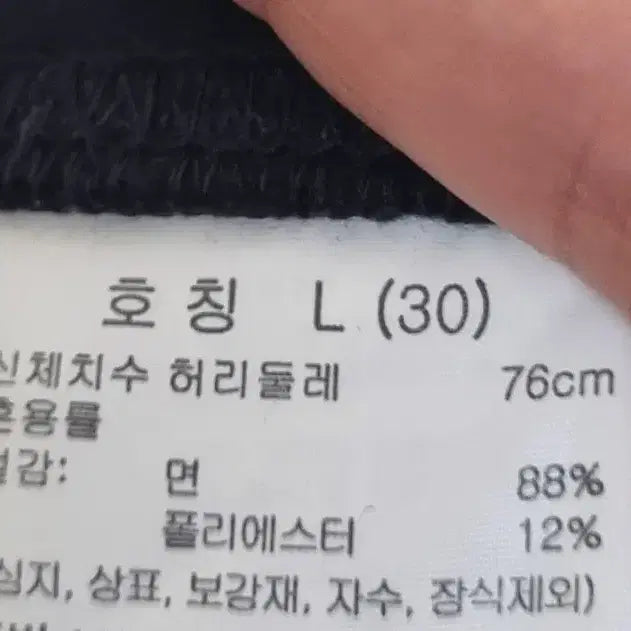 호칭 L (30)
신체치수 허리둘레 76cm
혼용률
겉감: 면 88%
폴리에스터 12%
심지, 상표, 보강재, 자수, 장식제외)